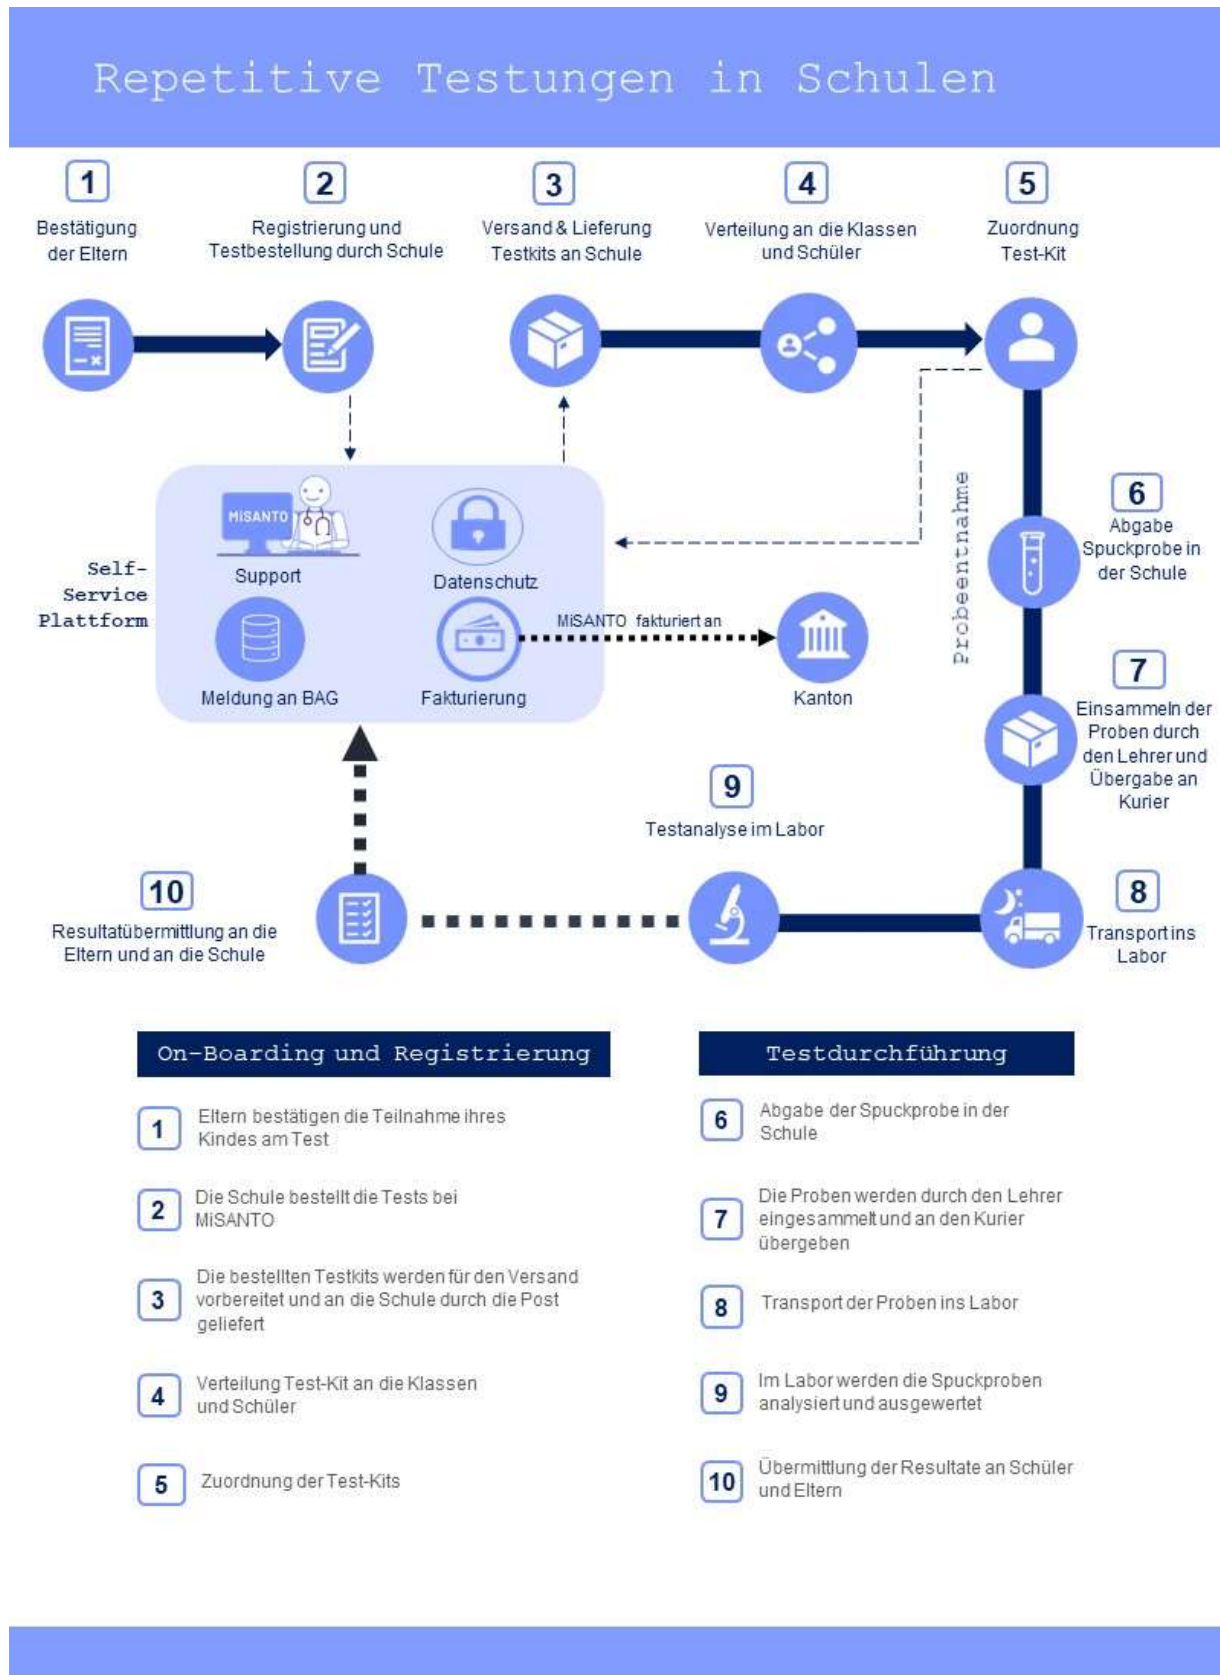 Repetitive Testungen in Schulen
1
Bestätigung
der Eltern
2
Registrierung und
Testbestellung durch Schule
3
Versand & Lieferung
Testkits an Schule
4
Verteilung an die Klassen
und Schüler
5
Zuordnung
Test-Kit
Probeentnahme
6
Abgabe
Spuckprobe in
der Schule
Self-
Service
Plattform
MiSANTO
Support
Datenschutz
Meldung an BAG
Fakturierung
MiSANTO fakturiert an
Kanton
7
Einsammeln der
Proben durch
den Lehrer und
Übergabe an
Kurier
9
Testanalyse im Labor
10
Resultatübermittlung an die
Eltern und an die Schule
8
Transport ins
Labor
On-Boarding und Registrierung
1
Eltern bestätigen die Teilnahme ihres
Kindes am Test
2
Die Schule bestellt die Tests bei
MiSANTO
3
Die bestellten Testkits werden für den Versand
vorbereitet und an die Schule durch die Post
geliefert
4
Verteilung Test-Kit an die Klassen
und Schüler
5
Zuordnung der Test-Kits
Testdurchführung
6
Abgabe der Spuckprobe in der
Schule
7
Die Proben werden durch den Lehrer
eingesammelt und an den Kurier
übergeben
8
Transport der Proben ins Labor
9
Im Labor werden die Spuckproben
analysiert und ausgewertet
10
Übermittlung der Resultate an Schüler
und Eltern